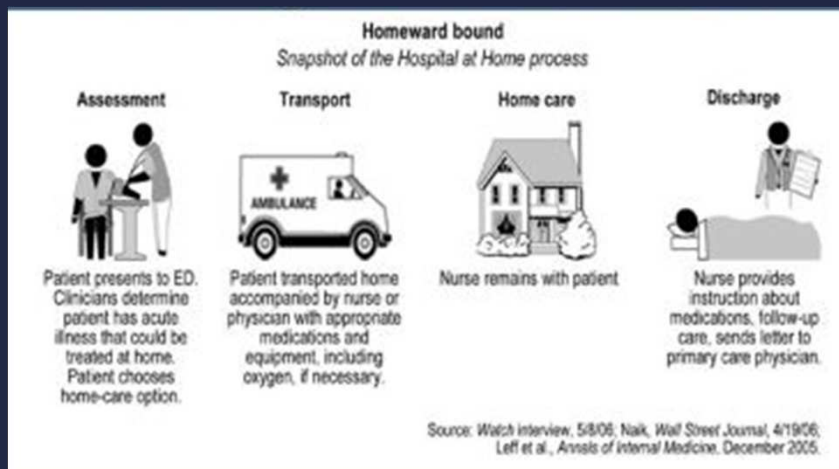 Homeward bound
Snapshot of the Hospital at Home process
Assessment
Patient presents to ED.
Clinicians determine
patient has acute
illness that could be
treated at home.
Patient chooses
home-care option.
Transport
AMBULANCE
Patient transported home
accompanied by nurse or
physician with appropriate
medications and
equipment, including
oxygen, if necessary.
Home care
Nurse remains with patient
Discharge
Nurse provides
instruction about
medications, follow-up
care, sends letter to
primary care physician.
Source: Watch interview, 5/8/06; Naik, Wall Street Journal, 4/19/06;
Leff et al., Annals of Internal Medicine, December 2005.